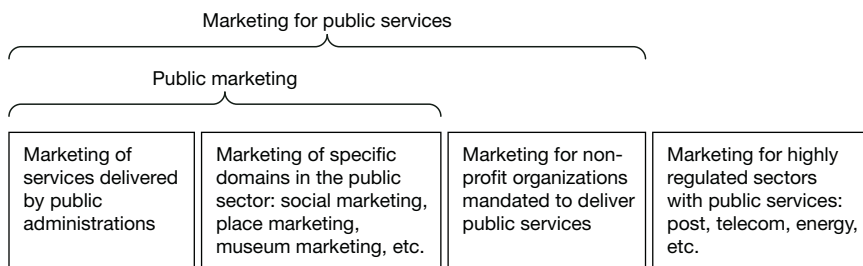 Marketing for public services
Public marketing
Marketing of
services delivered
by public
administrations
Marketing of specific
domains in the public
sector: social marketing,
place marketing,
museum marketing, etc.
Marketing for non-
profit organizations
mandated to deliver
public services
Marketing for highly
regulated sectors
with public services:
post, telecom, energy,
etc.